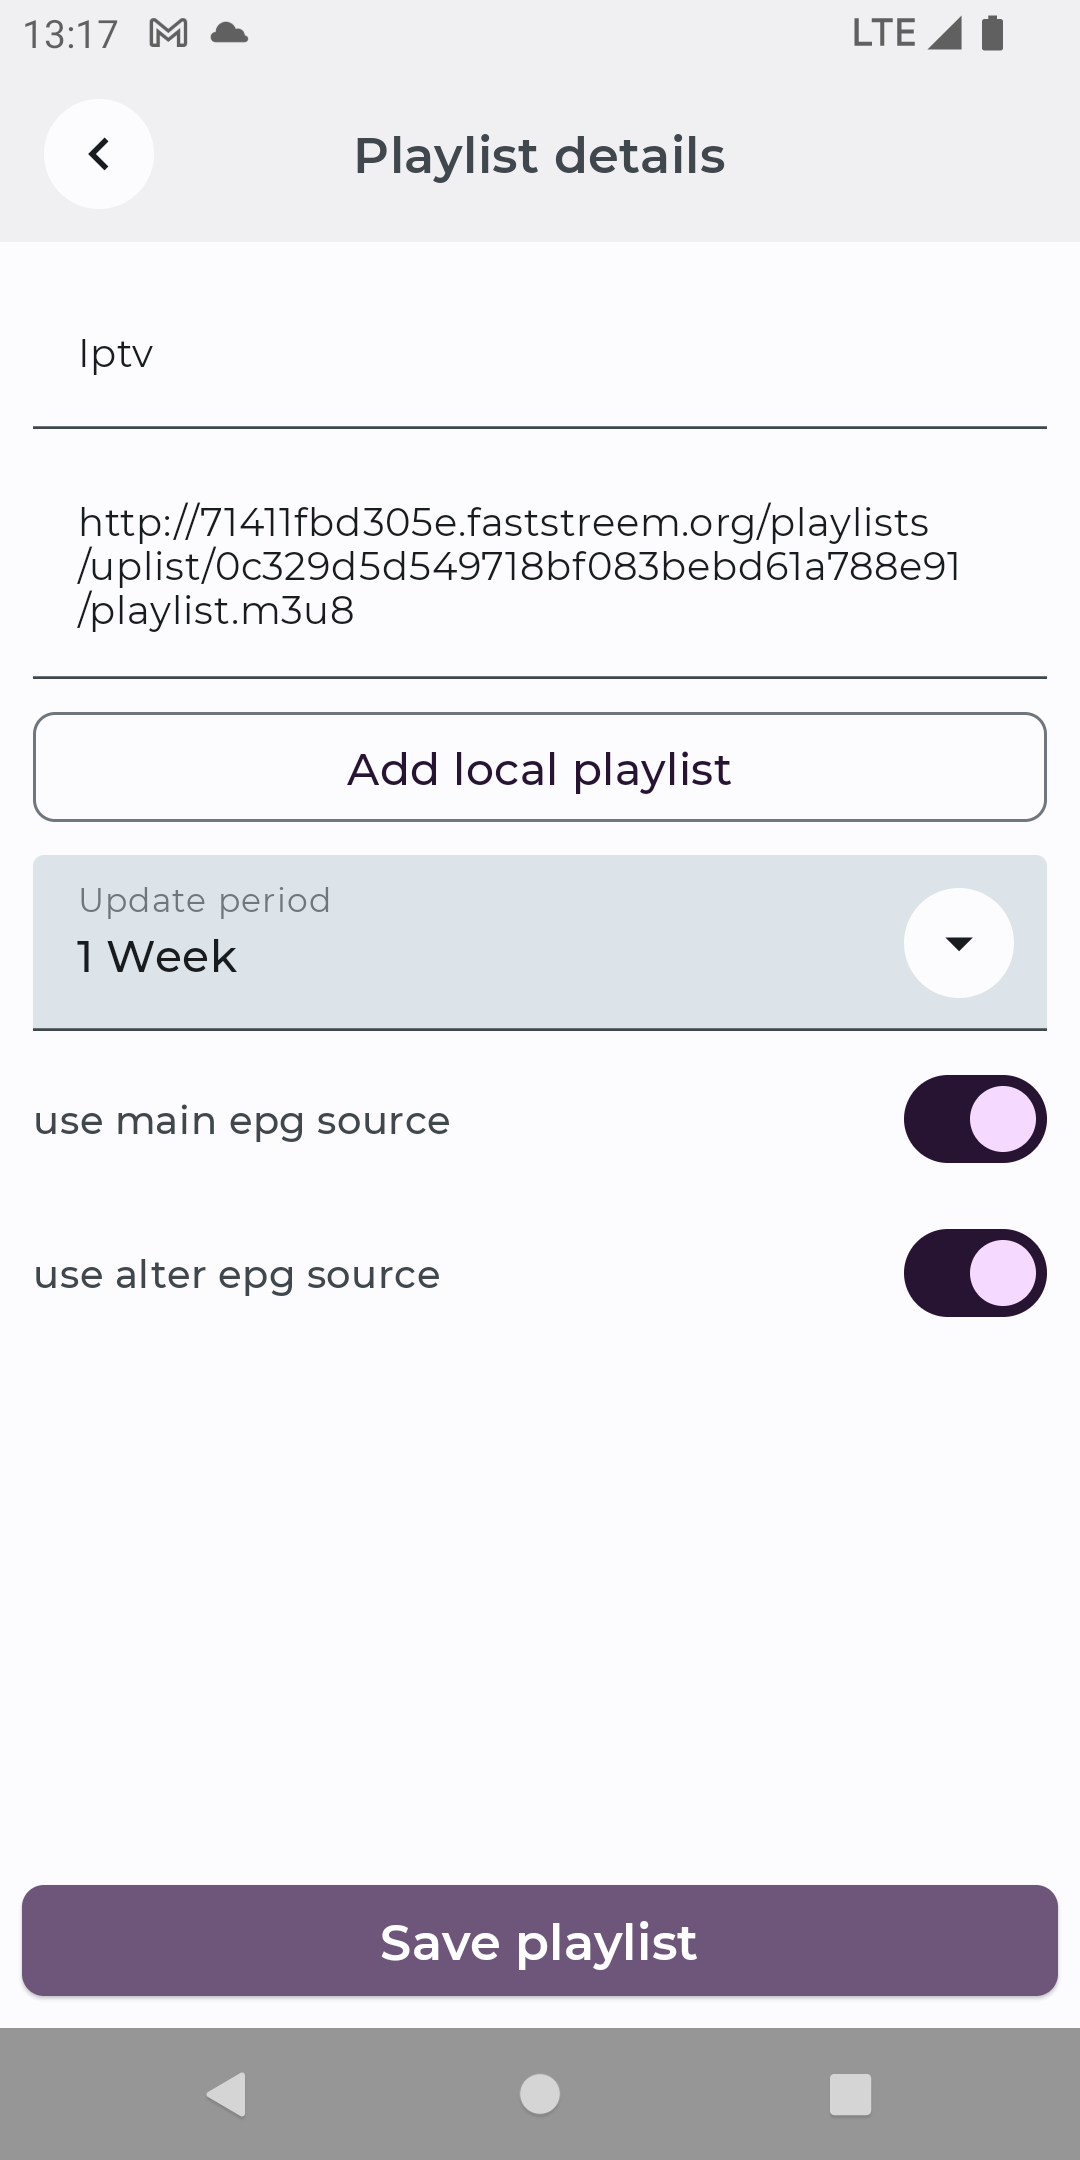 13:17
LTE
Playlist details
Iptv
http://71411fbd305e.faststreem.org/playlists
/uplist/0c329d5d549718bf083bebd61a788e91
/playlist.m3u8
Add local playlist
Update period
1 Week
use main epg source
use alter epg source
Save playlist